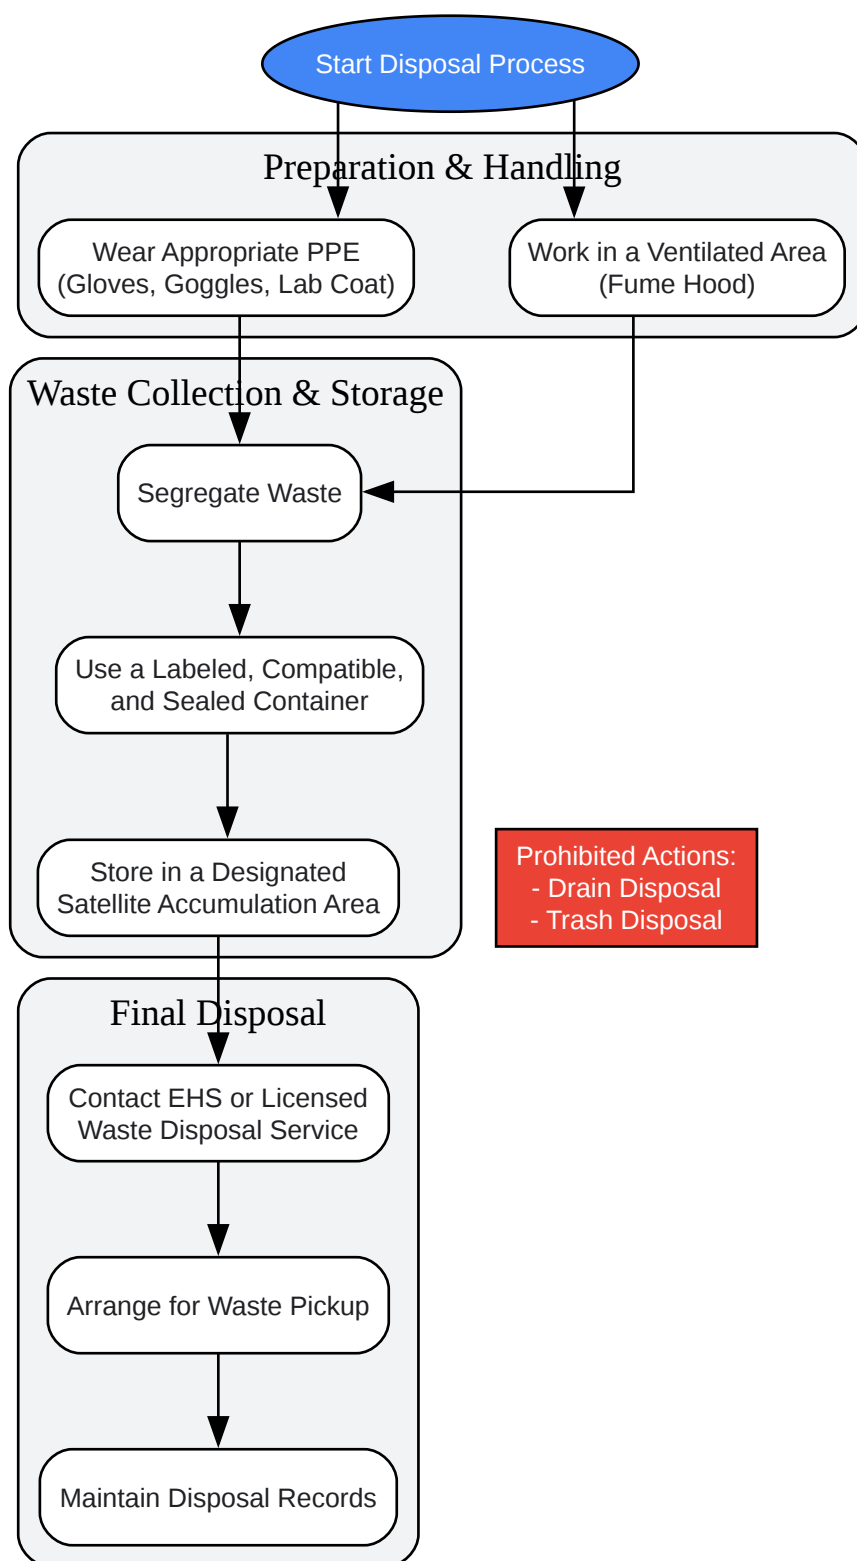 Start Disposal Process
Preparation & Handling
Wear Appropriate PPE
(Gloves, Goggles, Lab Coat)
Work in a Ventilated Area
(Fume Hood)
Waste Collection & Storage
Segregate Waste
Use a Labeled, Compatible,
and Sealed Container
Store in a Designated
Satellite Accumulation Area
Prohibited Actions:
- Drain Disposal
- Trash Disposal
Final Disposal
Contact EHS or Licensed
Waste Disposal Service
Arrange for Waste Pickup
Maintain Disposal Records